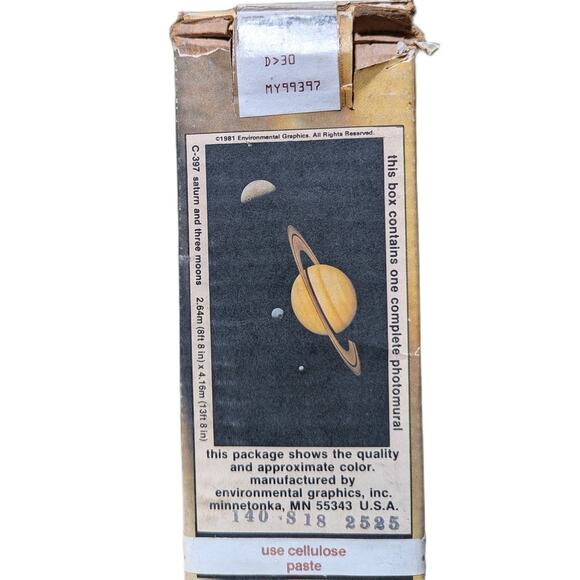 D>30
MY99397
©1981 Environmental Graphics. All Rights Reserved.
C-397 saturn and three moons 2.64m (8ft 8 in) x 4.16m (13ft 8 in)
this box contains one complete photomural
this package shows the quality
and approximate color.
manufactured by
environmental graphics, inc.
minnetonka, MN 55343 U.S.A.
140 S18 2525
use cellulose
paste